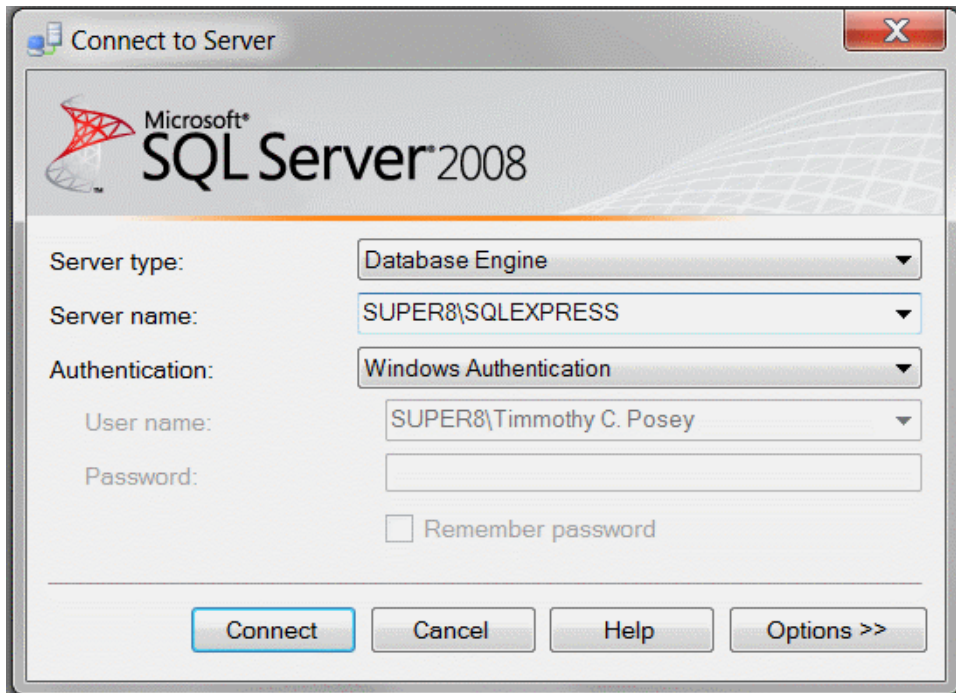 Connect to Server
Microsoft®
SQL Server® 2008
Server type: Database Engine
Server name: SUPER8\SQLEXPRESS
Authentication: Windows Authentication
User name: SUPER8\Timmothy C. Posey
Password:
Remember password
Connect Cancel Help Options >>